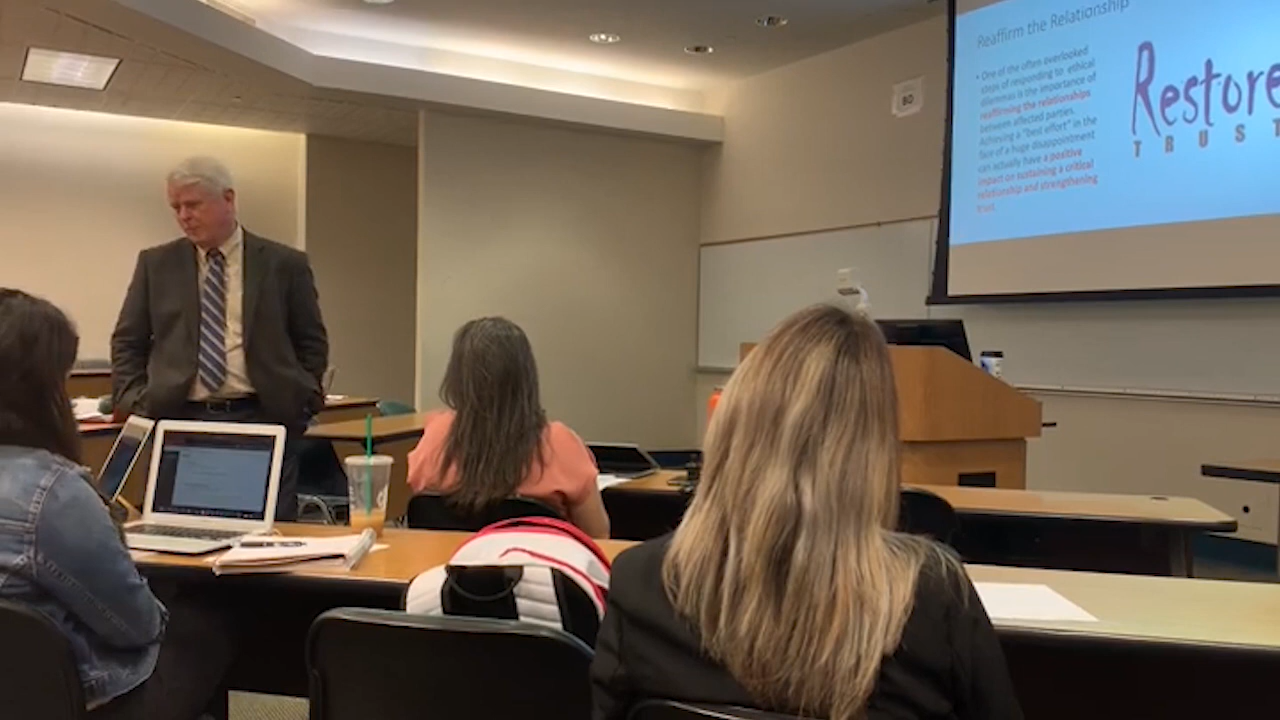 Reaffirm the Relationship
• One of the often overlooked
steps of responding to ethical
dilemmas is the importance of
reaffirming the relationships
between affected parties.
Achieving a "best effort" in the
face of a huge disappointment
can actually have a positive
impact on sustaining a critical
relationship and strengthening
trust.
Restore
TRUST
BD